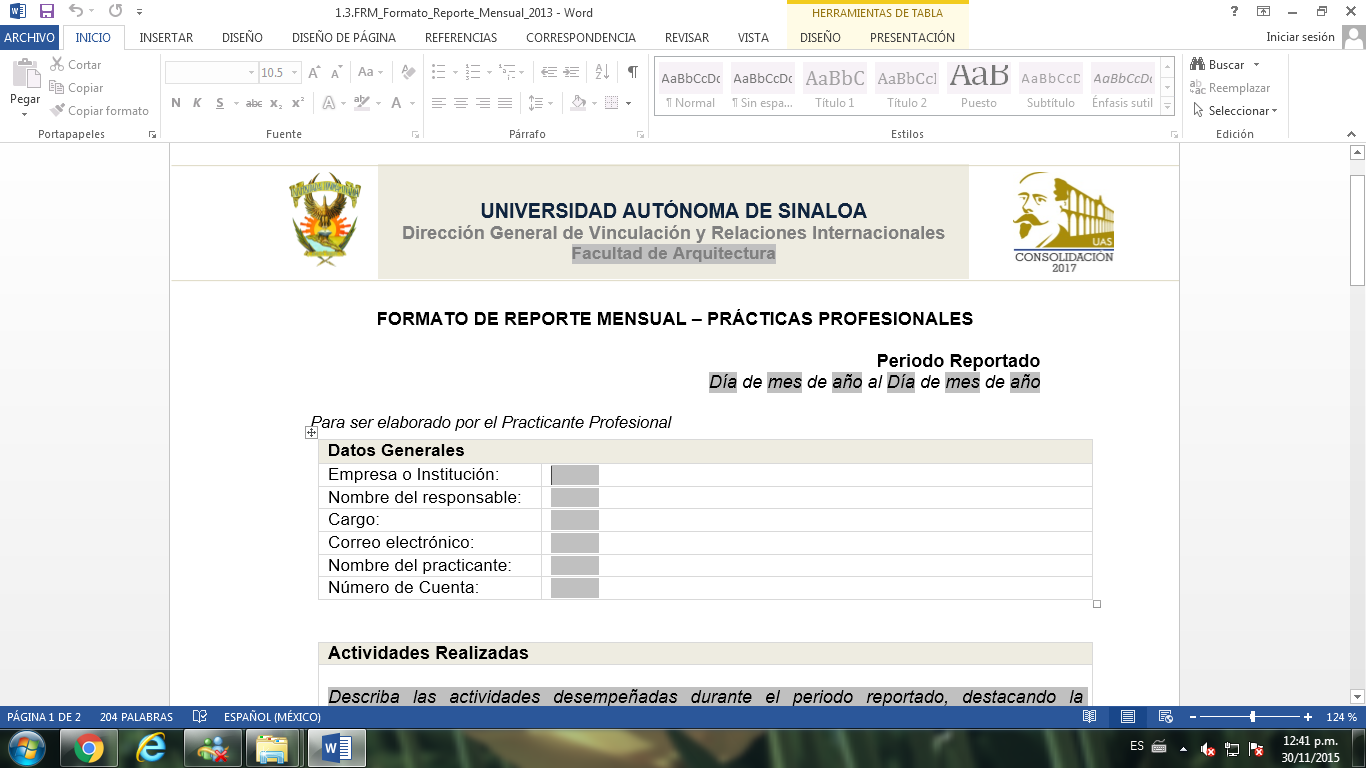 1.3.FRM_Formato_Reporte_Mensual_2013 - Word
HERRAMIENTAS DE TABLA
ARCHIVO INICIO INSERTAR DISEÑO DISEÑO DE PÁGINA REFERENCIAS CORRESPONDENCIA REVISAR VISTA DISEÑO PRESENTACIÓN Iniciar sesión
Pegar
Cortar
Copiar
Copiar formato
Portapapeles
10.5
Aa
N K S abc x₂ x²
Fuente
Párrafo
AaBbCcDc AaBbCcDc AaBbC AaBbCcl AaB AaBbCcD AaBbCcDc
¶ Normal ¶ Sin espa... Título 1 Título 2 Puesto Subtítulo Énfasis sutil
Estilos
Buscar
Reemplazar
Seleccionar
Edición
UNIVERSIDAD AUTÓNOMA DE SINALOA
Dirección General de Vinculación y Relaciones Internacionales
Facultad de Arquitectura
UAS
CONSOLIDACIÓN
2017
FORMATO DE REPORTE MENSUAL – PRÁCTICAS PROFESIONALES
Periodo Reportado
Día de mes de año al Día de mes de año
Para ser elaborado por el Practicante Profesional
Datos Generales
Empresa o Institución:
Nombre del responsable:
Cargo:
Correo electrónico:
Nombre del practicante:
Número de Cuenta:
Actividades Realizadas
Describa las actividades desempeñadas durante el periodo reportado, destacando la
PÁGINA 1 DE 2 204 PALABRAS ESPAÑOL (MÉXICO) 124 %
ES
12:41 p.m.
30/11/2015